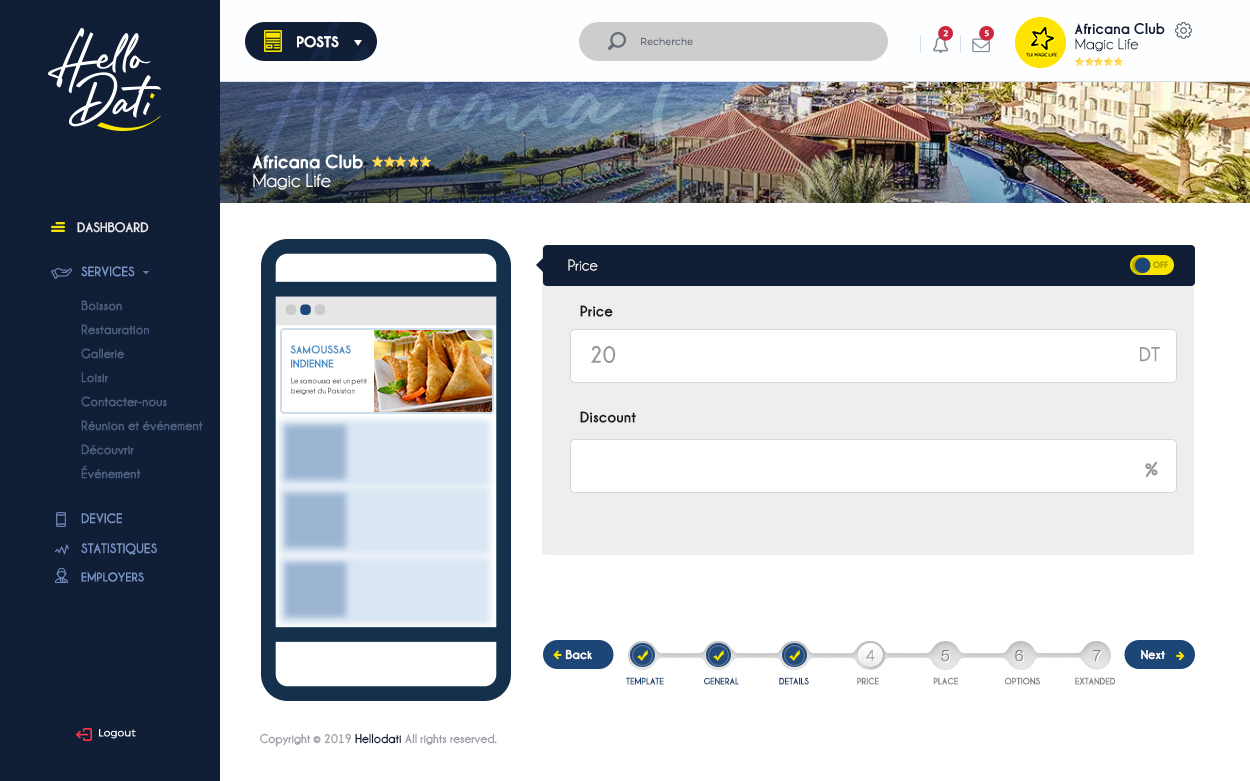 Hello
Dati
POSTS
Recherche
2
5
TUI MAGIC LIFE
Africana Club
Magic Life
Africana C
Africana Club
Magic Life
DASHBOARD
SERVICES
Boisson
Restauration
Gallerie
Loisir
Contacter-nous
Réunion et événement
Découvrir
Événement
DEVICE
STATISTIQUES
EMPLOYERS
Logout
SAMOUSSAS
INDIENNE
Le samoussa est un petit
beignet du Pakistan
Price
OFF
Price
20 DT
Discount
%
Back
4
5
6
7
Next
TEMPLATE
GENERAL
DETAILS
PRICE
PLACE
OPTIONS
EXTANDED
Copyright © 2019 Hellodati All rights reserved.